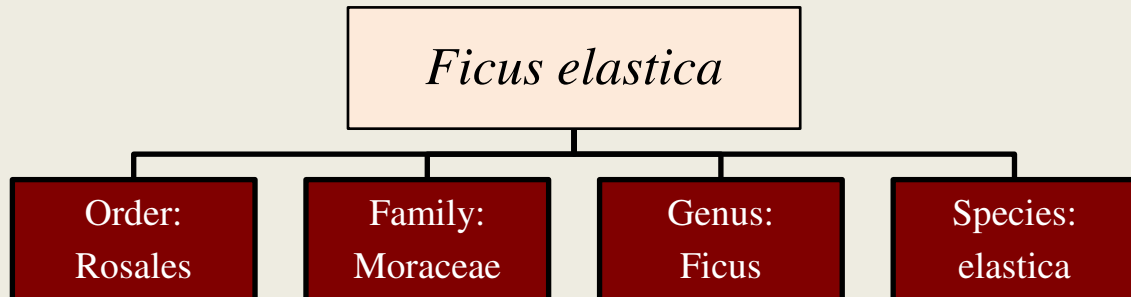 Ficus elastica
Order:
Rosales
Family:
Moraceae
Genus:
Ficus
Species:
elastica